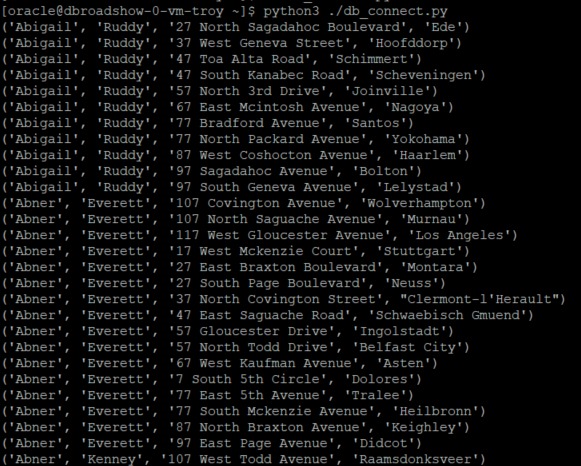 [oracle@dbroadshow-0-vm-troy ~]$ python3 ./db_connect.py
('Abigail', 'Ruddy', '27 North Sagadahoc Boulevard', 'Ede')
('Abigail', 'Ruddy', '37 West Geneva Street', 'Hoofddorp')
('Abigail', 'Ruddy', '47 Toa Alta Road', 'Schimmert')
('Abigail', 'Ruddy', '47 South Kanabec Road', 'Scheveningen')
('Abigail', 'Ruddy', '57 North 3rd Drive', 'Joinville')
('Abigail', 'Ruddy', '67 East Mcintosh Avenue', 'Nagoya')
('Abigail', 'Ruddy', '77 Bradford Avenue', 'Santos')
('Abigail', 'Ruddy', '77 North Packard Avenue', 'Yokohama')
('Abigail', 'Ruddy', '87 West Coshocton Avenue', 'Haarlem')
('Abigail', 'Ruddy', '97 Sagadahoc Avenue', 'Bolton')
('Abigail', 'Ruddy', '97 South Geneva Avenue', 'Lelystad')
('Abner', 'Everett', '107 Covington Avenue', 'Wolverhampton')
('Abner', 'Everett', '107 North Saguache Avenue', 'Murnau')
('Abner', 'Everett', '117 West Gloucester Avenue', 'Los Angeles')
('Abner', 'Everett', '17 West Mckenzie Court', 'Stuttgart')
('Abner', 'Everett', '27 East Braxton Boulevard', 'Montara')
('Abner', 'Everett', '27 South Page Boulevard', 'Neuss')
('Abner', 'Everett', '37 North Covington Street', "Clermont-l'Herault")
('Abner', 'Everett', '47 East Saguache Road', 'Schwaebisch Gmuend')
('Abner', 'Everett', '57 Gloucester Drive', 'Ingolstadt')
('Abner', 'Everett', '57 North Todd Drive', 'Belfast City')
('Abner', 'Everett', '67 West Kaufman Avenue', 'Asten')
('Abner', 'Everett', '7 South 5th Circle', 'Dolores')
('Abner', 'Everett', '77 East 5th Avenue', 'Tralee')
('Abner', 'Everett', '77 South Mckenzie Avenue', 'Heilbronn')
('Abner', 'Everett', '87 North Braxton Avenue', 'Keighley')
('Abner', 'Everett', '97 East Page Avenue', 'Didcot')
('Abner', 'Kenney', '107 West Todd Avenue', 'Raamsdonksveer')